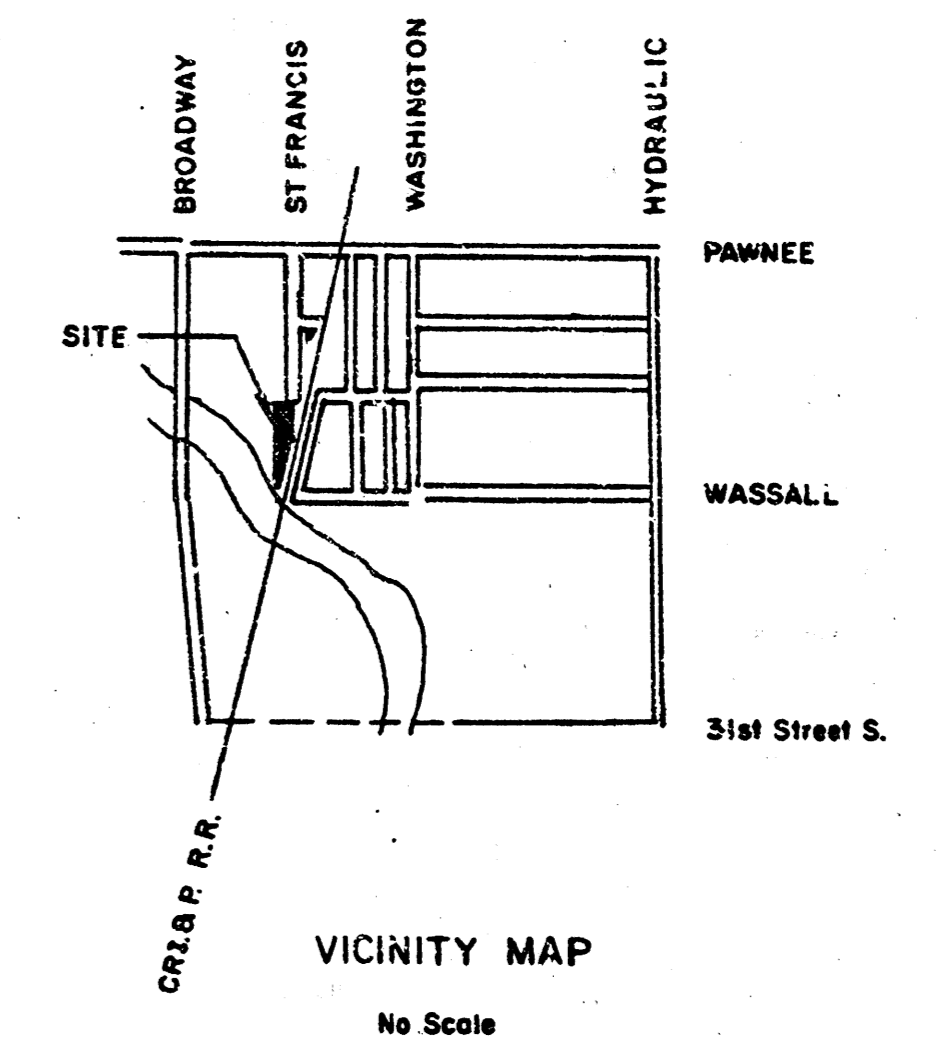 BROADWAY
ST FRANCIS
WASHINGTON
HYDRAULIC
PAWNEE
SITE
WASSALL
31st Street S.
CRI.&P. R.R.
VICINITY MAP
No Scale